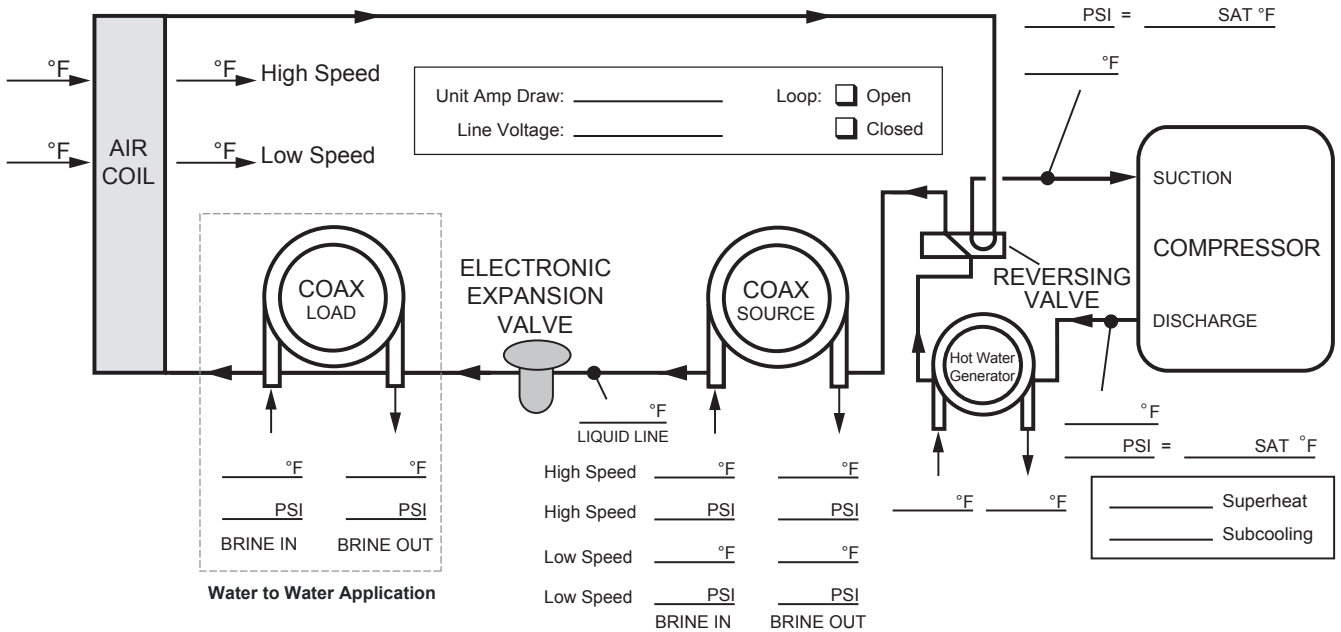 PSI = SAT °F
°F
°F
°F High Speed
Unit Amp Draw:
Loop: Open
Line Voltage:
Closed
°F
°F Low Speed
AIR
COIL
SUCTION
COMPRESSOR
DISCHARGE
REVERSING
VALVE
COAX
LOAD
ELECTRONIC
EXPANSION
VALVE
COAX
SOURCE
Hot Water
Generator
°F
LIQUID LINE
°F
PSI = SAT °F
°F °F
PSI PSI
BRINE IN BRINE OUT
Water to Water Application
High Speed °F °F
High Speed PSI PSI
Low Speed °F °F
Low Speed PSI PSI
BRINE IN BRINE OUT
°F °F
Superheat
Subcooling